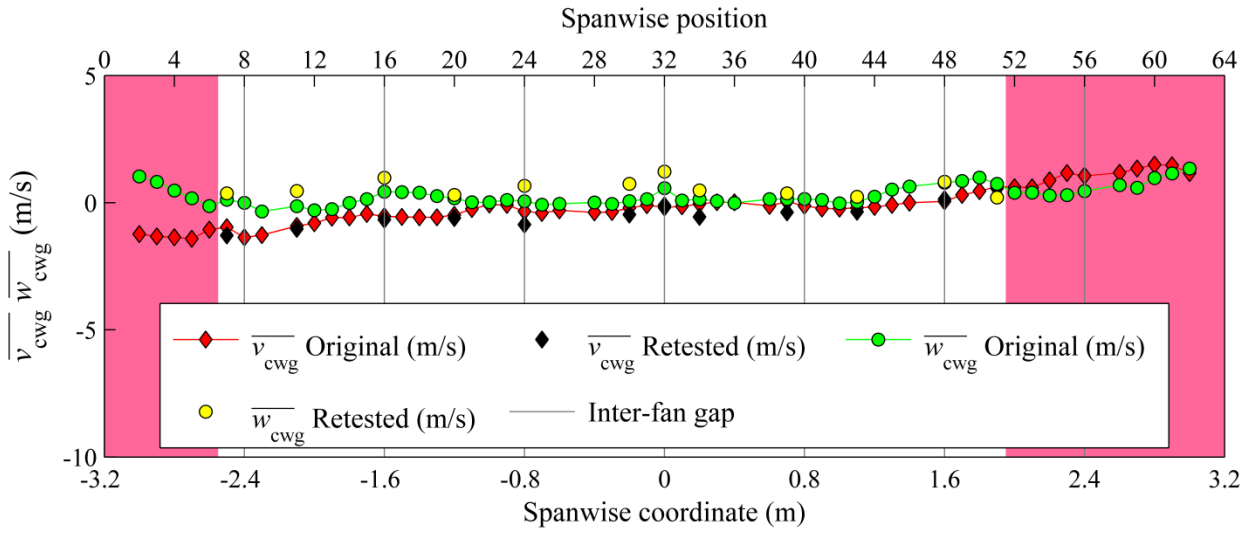 Spanwise position
0 4 8 12 16 20 24 28 32 36 40 44 48 52 56 60 64
5
0
-5
-10
v̅cwg w̅cwg (m/s)
v̅cwg Original (m/s) v̅cwg Retested (m/s) w̅cwg Original (m/s)
w̅cwg Retested (m/s) Inter-fan gap
-3.2 -2.4 -1.6 -0.8 0 0.8 1.6 2.4 3.2
Spanwise coordinate (m)